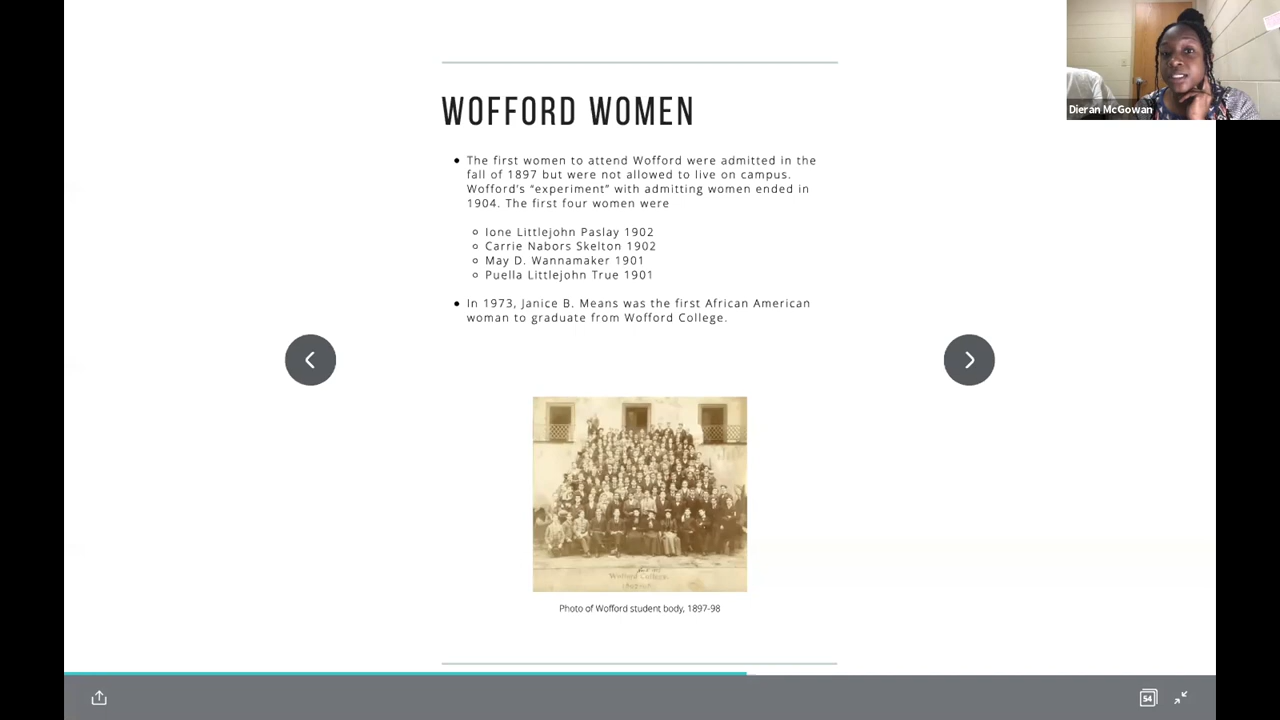 WOFFORD WOMEN
Dieran McGowan
• The first women to attend Wofford were admitted in the
fall of 1897 but were not allowed to live on campus.
Wofford's “experiment” with admitting women ended in
1904. The first four women were
◦ Ione Littlejohn Paslay 1902
◦ Carrie Nabors Skelton 1902
◦ May D. Wannamaker 1901
◦ Puella Littlejohn True 1901
• In 1973, Janice B. Means was the first African American
woman to graduate from Wofford College.
Wofford College.
Photo of Wofford student body, 1897-98
54